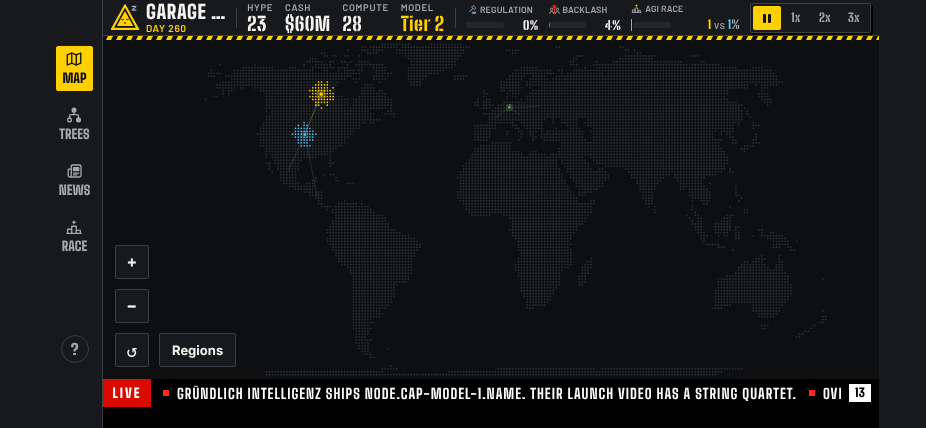 GARAGE ...
DAY 260
HYPE
23
CASH
$60M
COMPUTE
28
MODEL
Tier 2
REGULATION
0%
BACKLASH
4%
AGI RACE
1 vs 1%
1x
2x
3x
MAP
TREES
NEWS
RACE
?
+
−
↺
Regions
LIVE
GRÜNDLICH INTELLIGENZ SHIPS NODE.CAP-MODEL-1.NAME. THEIR LAUNCH VIDEO HAS A STRING QUARTET.
OVI
13